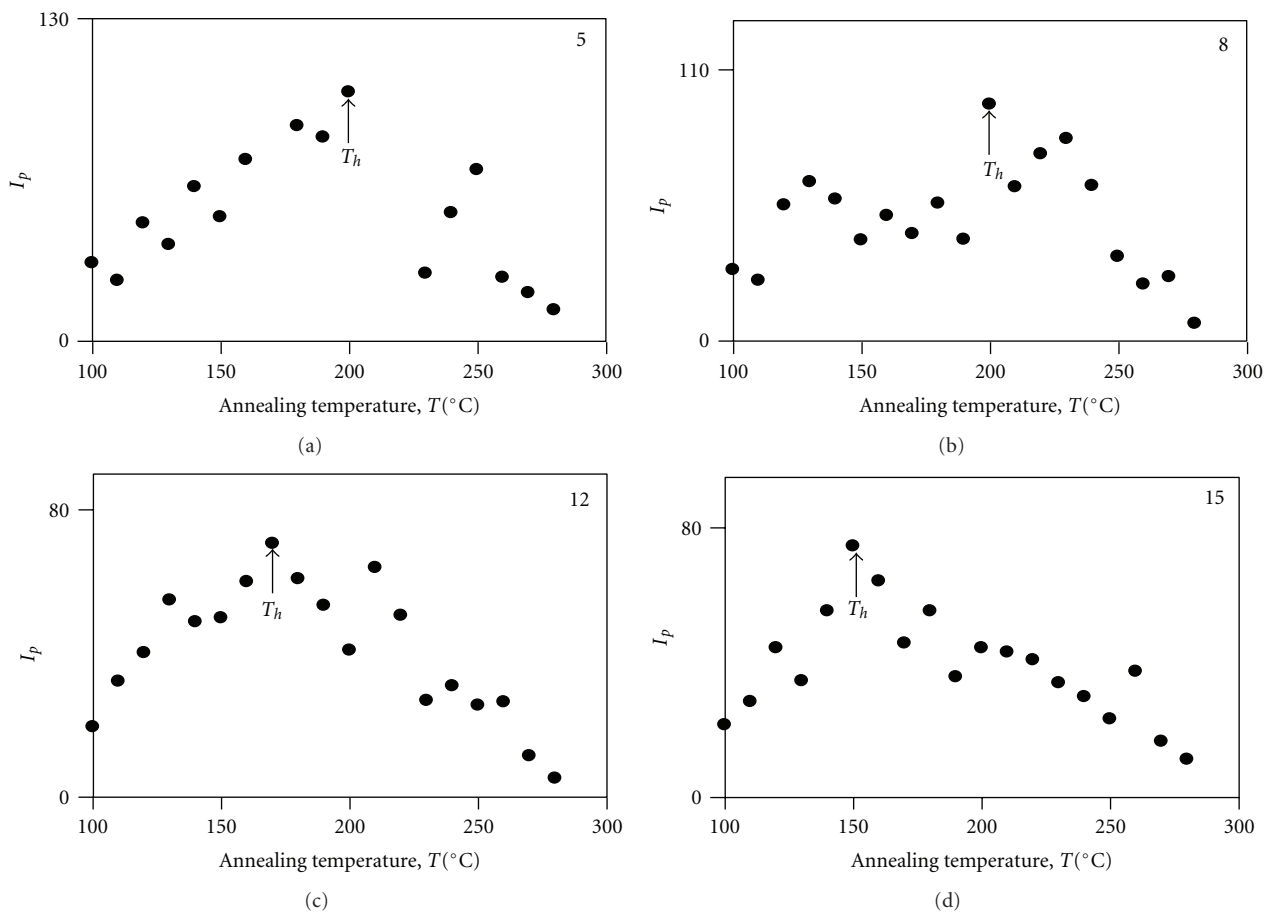 130
5
I_p
T_h
0
100 150 200 250 300
Annealing temperature, T(°C)
(a)
110
8
I_p
T_h
0
100 150 200 250 300
Annealing temperature, T(°C)
(b)
80
12
I_p
T_h
0
100 150 200 250 300
Annealing temperature, T(°C)
(c)
80
15
I_p
T_h
0
100 150 200 250 300
Annealing temperature, T(°C)
(d)